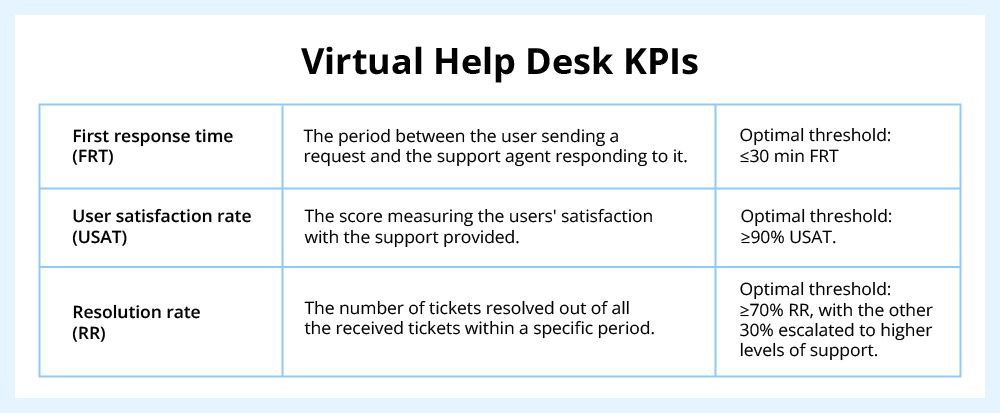 Virtual Help Desk KPIs
First response time
(FRT)
The period between the user sending a
request and the support agent responding to it.
Optimal threshold:
≤30 min FRT
User satisfaction rate
(USAT)
The score measuring the users' satisfaction
with the support provided.
Optimal threshold:
≥90% USAT.
Resolution rate
(RR)
The number of tickets resolved out of all
the received tickets within a specific period.
Optimal threshold:
≥70% RR, with the other
30% escalated to higher
levels of support.